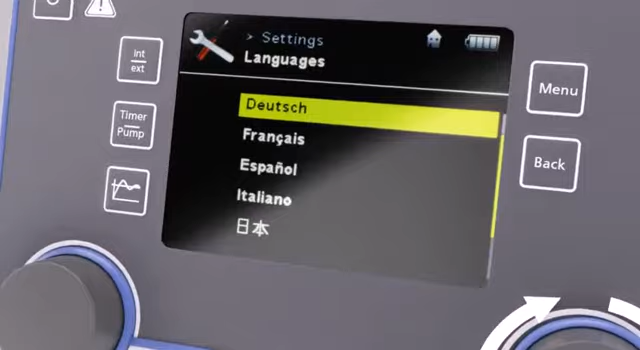 > Settings
Languages
Deutsch
Français
Español
Italiano
日本
Int
ext
Timer
Pump
Menu
Back